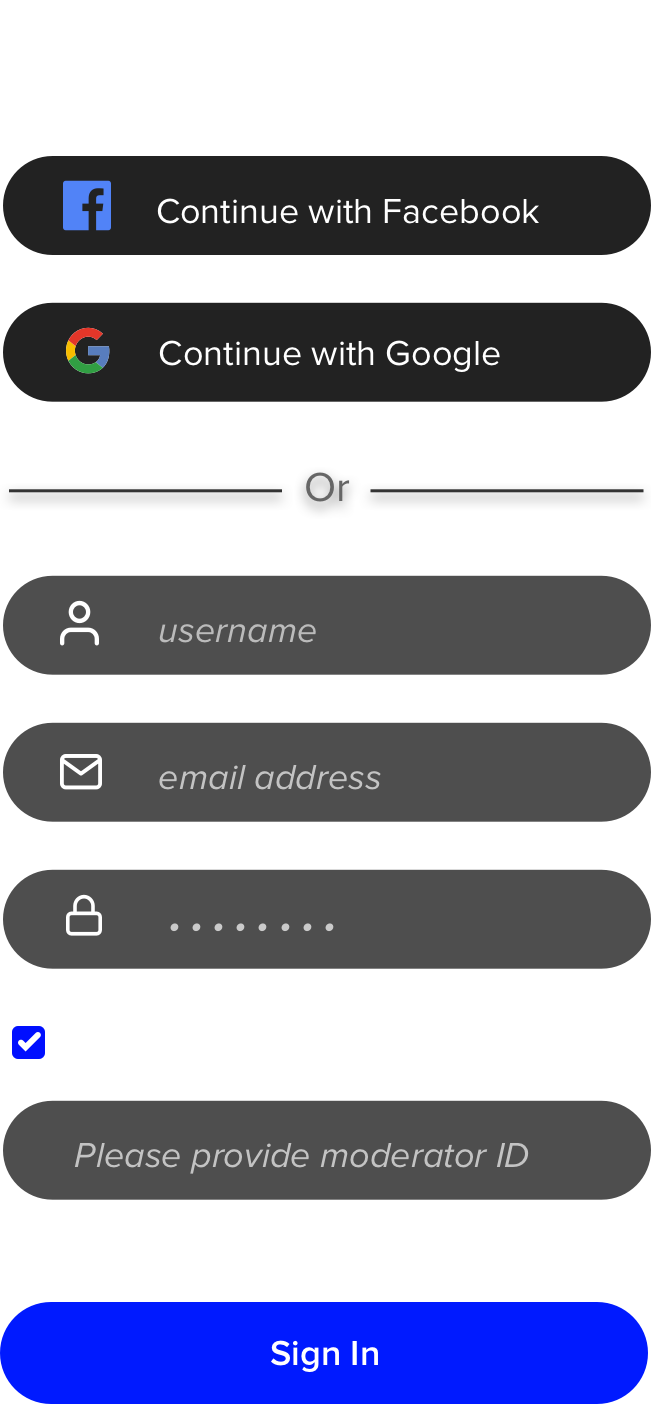 Continue with Facebook
Continue with Google
Or
username
email address
••••••••
Please provide moderator ID
Sign In